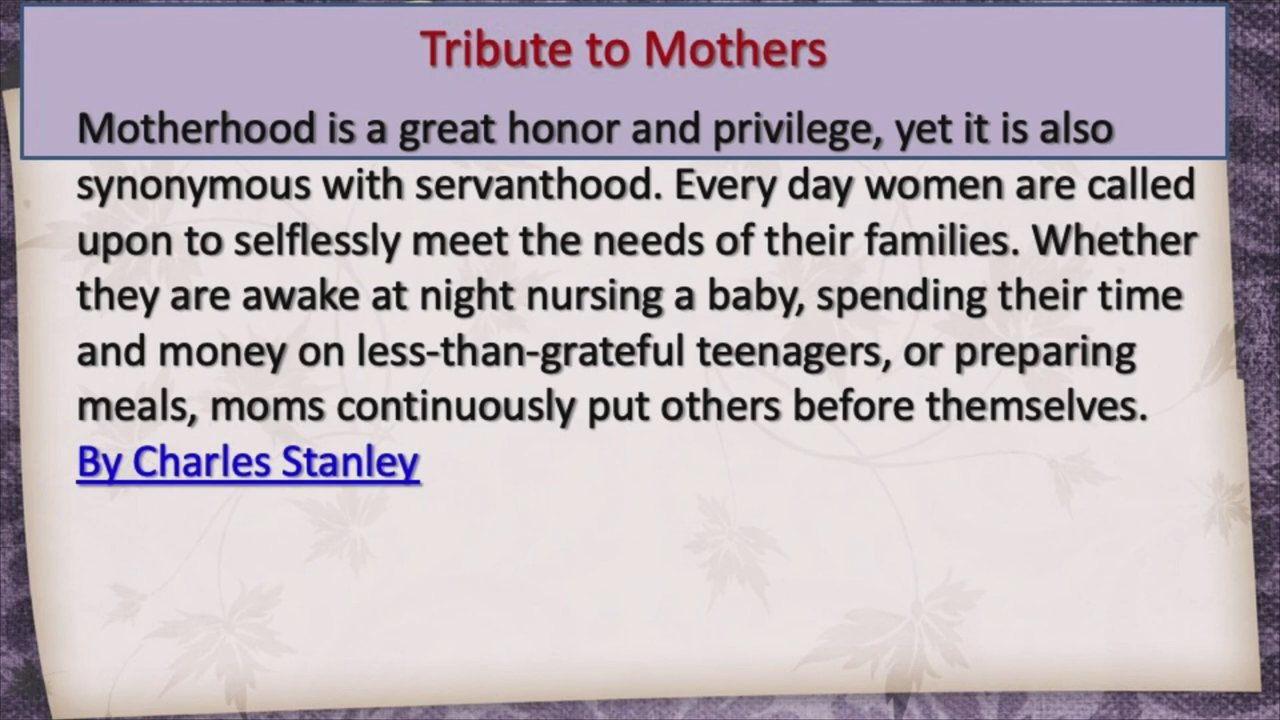 Tribute to Mothers
Motherhood is a great honor and privilege, yet it is also
synonymous with servanthood. Every day women are called
upon to selflessly meet the needs of their families. Whether
they are awake at night nursing a baby, spending their time
and money on less-than-grateful teenagers, or preparing
meals, moms continuously put others before themselves.
By Charles Stanley